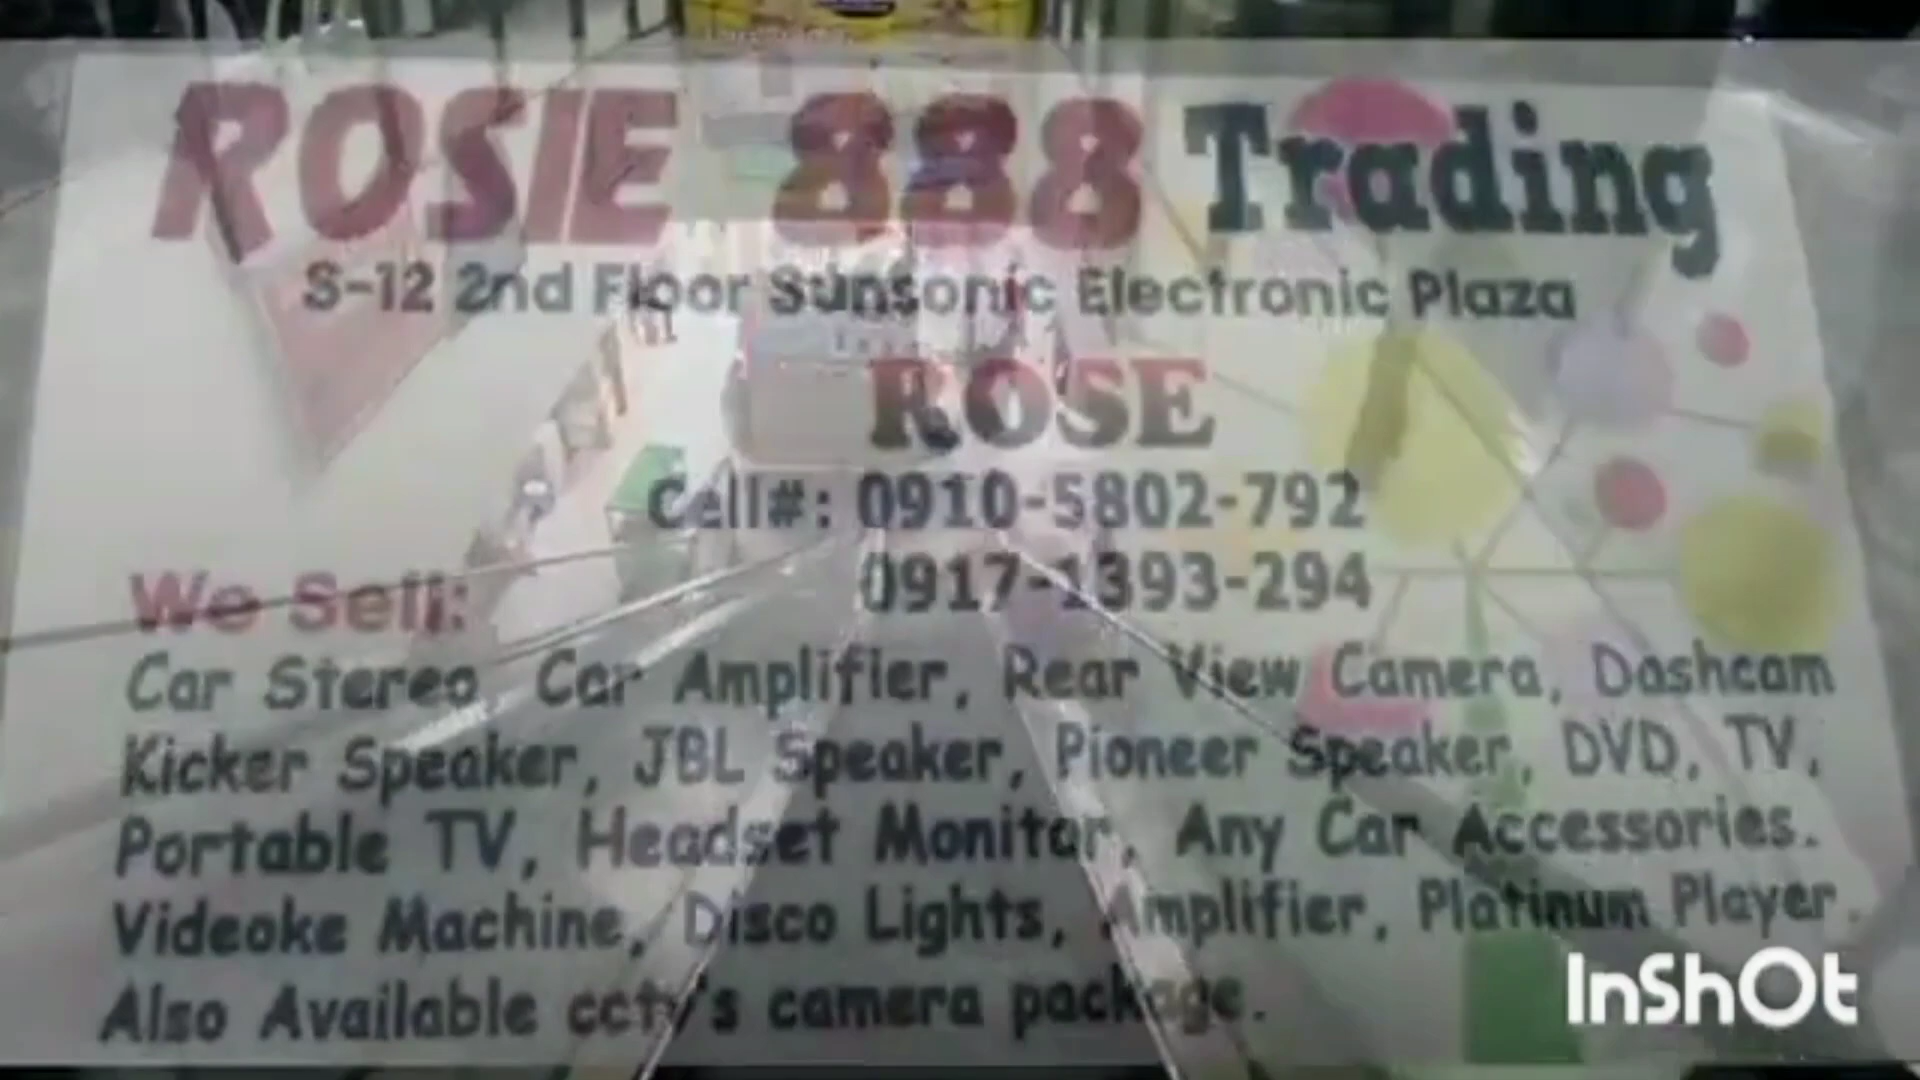 ROSIE 888 Trading
S-12 2nd Floor Sunsonic Electronic Plaza
ROSE
Cell#: 0910-5802-792
0917-1393-294
We Sell:
Car Stereo, Car Amplifier, Rear View Camera, Dashcam
Kicker Speaker, JBL Speaker, Pioneer Speaker, DVD, TV,
Portable TV, Headset Monitor, Any Car Accessories.
Videoke Machine, Disco Lights, Amplifier, Platinum Player.
Also Available cctv's camera package.
InShOt